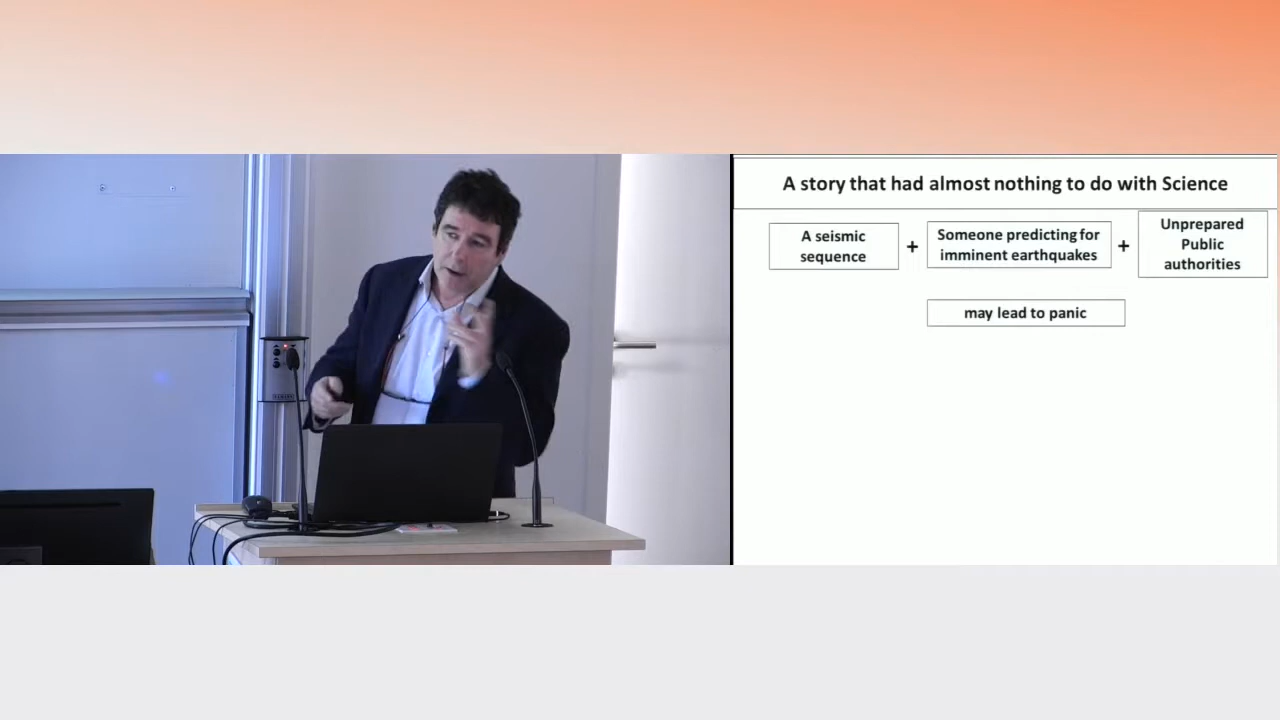 A story that had almost nothing to do with Science
A seismic
sequence
+
Someone predicting for
imminent earthquakes
+
Unprepared
Public
authorities
may lead to panic